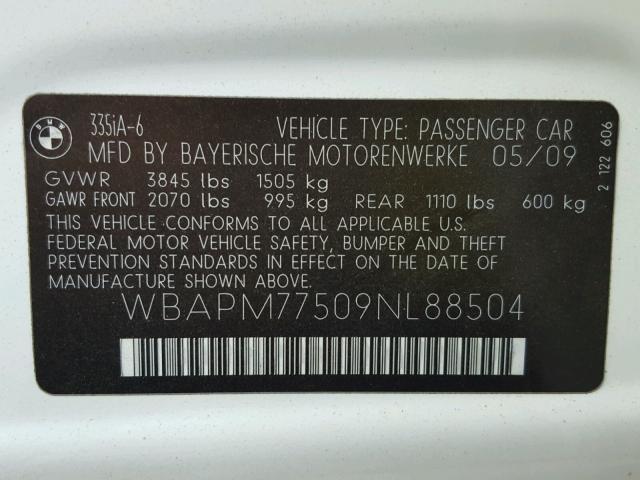 BMW
335iA-6 VEHICLE TYPE: PASSENGER CAR
MFD BY BAYERISCHE MOTORENWERKE 05/09
GVWR 3845 lbs 1505 kg
GAWR FRONT 2070 lbs 995 kg REAR 1110 lbs 600 kg
THIS VEHICLE CONFORMS TO ALL APPLICABLE U.S.
FEDERAL MOTOR VEHICLE SAFETY, BUMPER AND THEFT
PREVENTION STANDARDS IN EFFECT ON THE DATE OF
MANUFACTURE SHOWN ABOVE.
WBAPM77509NL88504
2 122 606